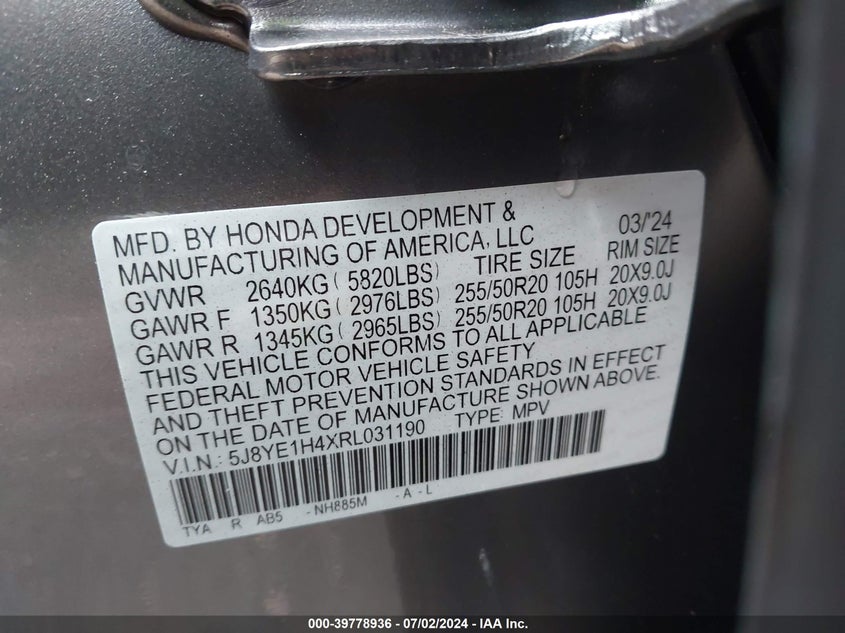 MFD. BY HONDA DEVELOPMENT & 03/'24
MANUFACTURING OF AMERICA, LLC
TIRE SIZE RIM SIZE
GVWR 2640KG ( 5820LBS)
GAWR F 1350KG ( 2976LBS) 255/50R20 105H 20X9.0J
GAWR R 1345KG ( 2965LBS) 255/50R20 105H 20X9.0J
THIS VEHICLE CONFORMS TO ALL APPLICABLE
FEDERAL MOTOR VEHICLE SAFETY
AND THEFT PREVENTION STANDARDS IN EFFECT
ON THE DATE OF MANUFACTURE SHOWN ABOVE.
V.I.N.: 5J8YE1H4XRL031190 TYPE: MPV
TYA R AB5 -NH885M -A-L
000-39778936 - 07/02/2024 - IAA Inc.